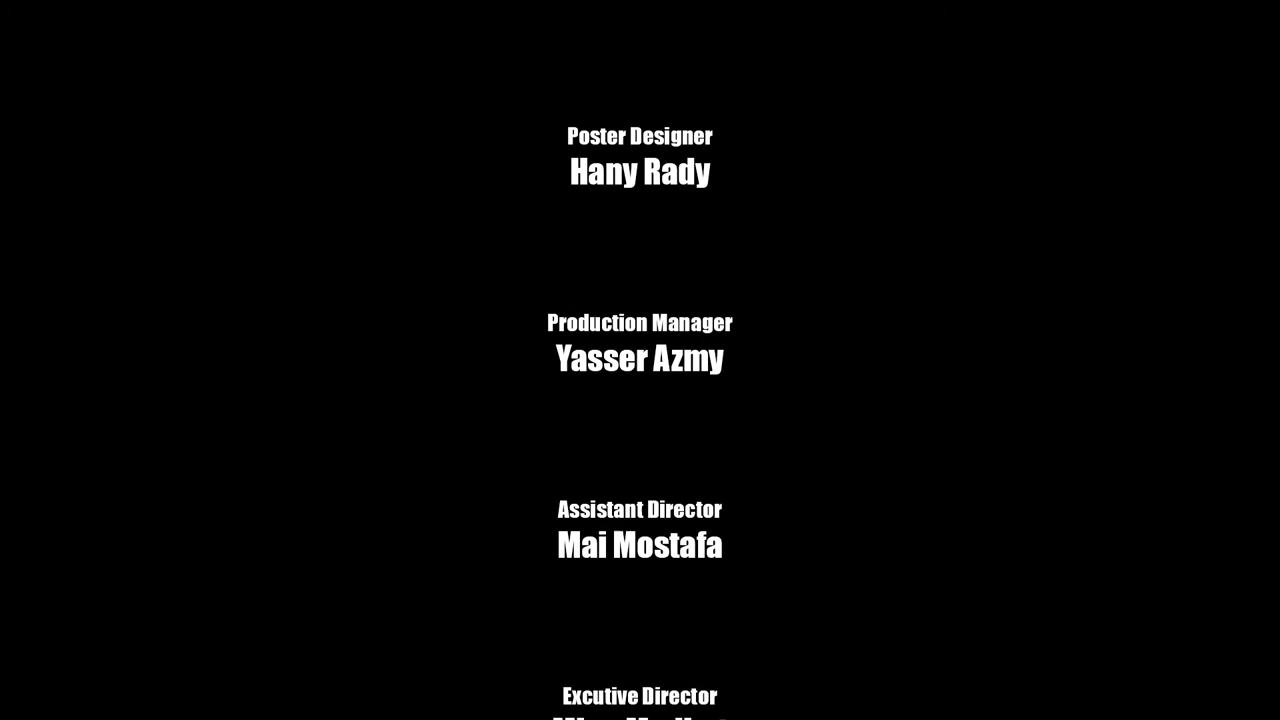 Poster Designer
Hany Rady
Production Manager
Yasser Azmy
Assistant Director
Mai Mostafa
Excutive Director